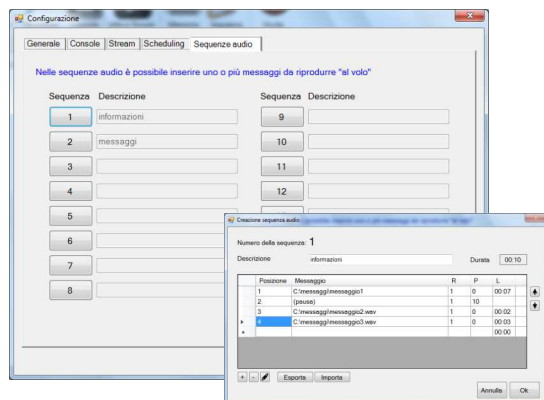 Configurazione
Generale Console Stream Scheduling Sequenze audio
Nelle sequenze audio è possibile inserire uno o più messaggi da riprodurre "al volo"
Sequenza Descrizione Sequenza Descrizione
1 informazioni 9
2 messaggi 10
3 11
4 12
5
6
7
8
Creazione sequenza audio
Numero della sequenza: 1
Descrizione informazioni Durata 00:10
Posizione Messaggio R P L
1 C:\messaggi\messaggio1 1 0 00:07
2 (pausa) 1 10
3 C:\messaggi\messaggio2.wav 1 0 00:02
4 C:\messaggi\messaggio3.wav 1 0 00:03
00:00
+ - Esporta Importa
Annulla Ok